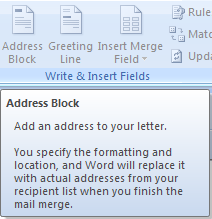 Address Block
Greeting Line
Insert Merge Field
Rule
Matc
Upda
Write & Insert Fields
Address Block
Add an address to your letter.
You specify the formatting and
location, and Word will replace it
with actual addresses from your
recipient list when you finish the
mail merge.